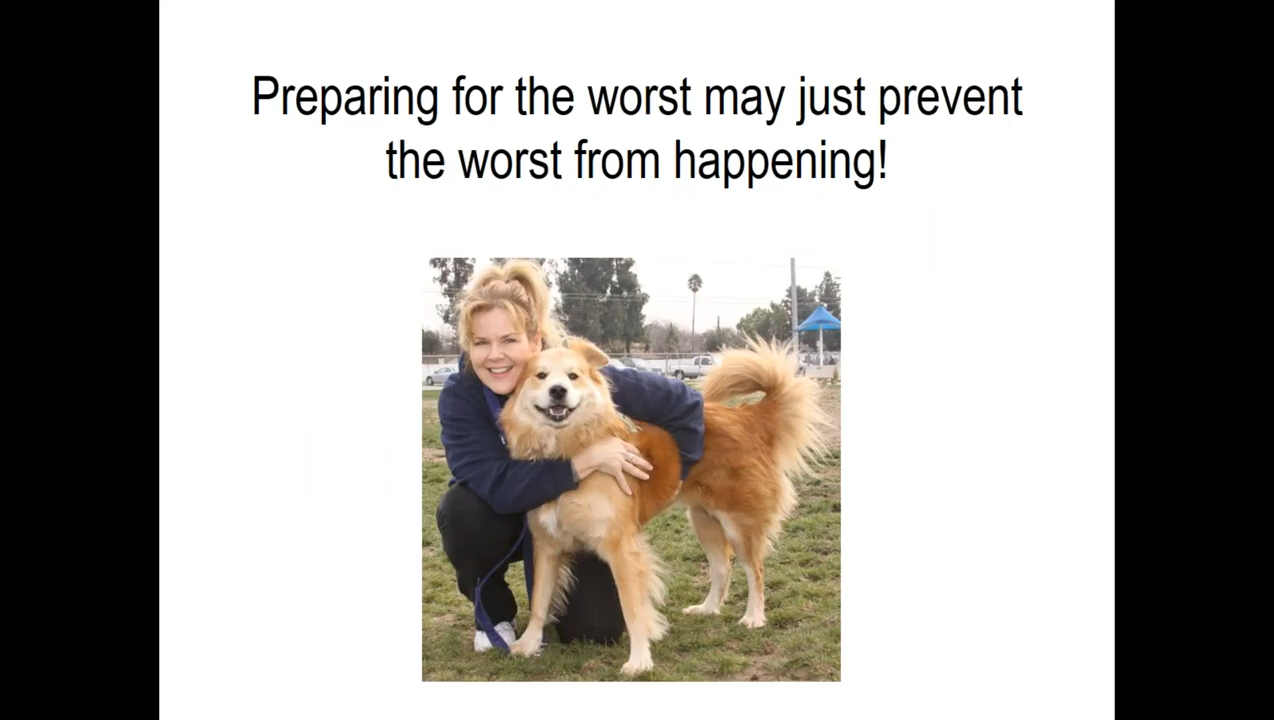 Preparing for the worst may just prevent
the worst from happening!